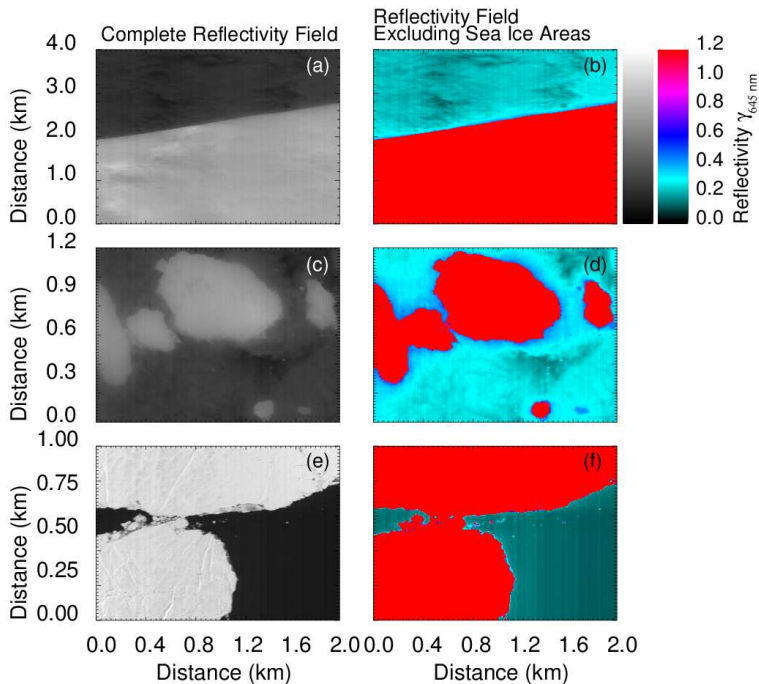 Complete Reflectivity Field
Reflectivity Field
Excluding Sea Ice Areas
4.0
3.0
2.0
1.0
0.0
Distance (km)
(a)
(b)
1.2
1.0
0.8
0.6
0.4
0.2
0.0
Reflectivity γ645 nm
1.2
0.9
0.6
0.3
0.0
Distance (km)
(c)
(d)
1.00
0.75
0.50
0.25
0.00
Distance (km)
(e)
(f)
0.0 0.4 0.8 1.2 1.6 2.0
0.0 0.4 0.8 1.2 1.6 2.0
Distance (km)
Distance (km)